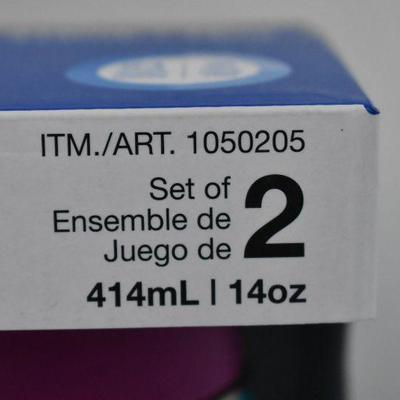 ITM./ART. 1050205
Set of
Ensemble de 2
Juego de
414mL | 14oz